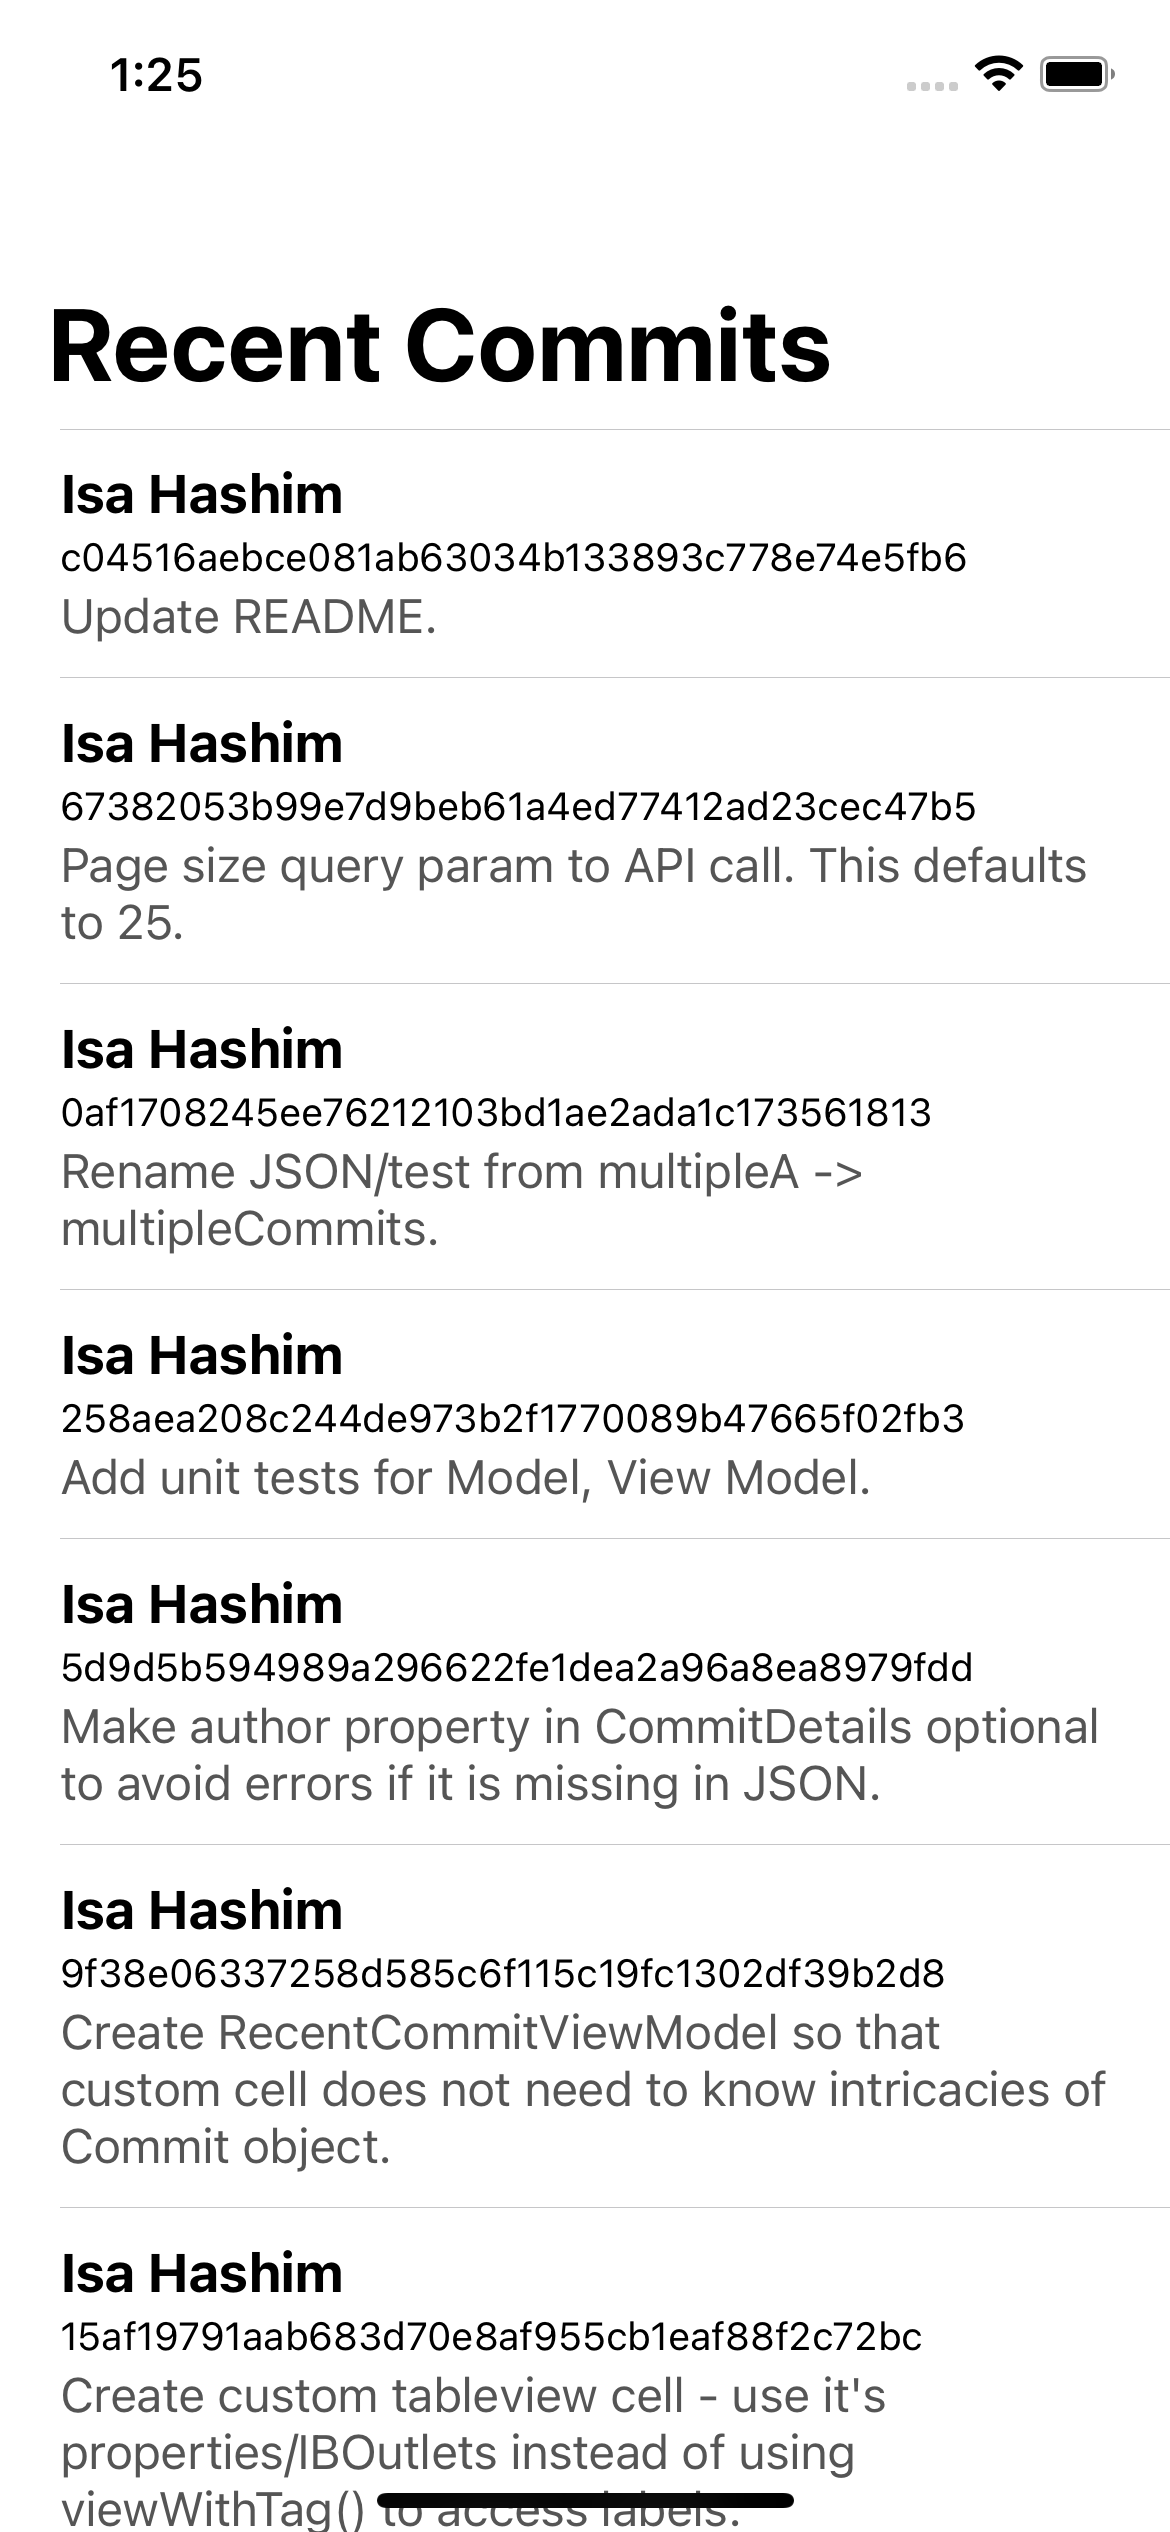 1:25
Recent Commits
Isa Hashim
c04516aebce081ab63034b133893c778e74e5fb6
Update README.
Isa Hashim
67382053b99e7d9beb61a4ed77412ad23cec47b5
Page size query param to API call. This defaults
to 25.
Isa Hashim
0af1708245ee76212103bd1ae2ada1c173561813
Rename JSON/test from multipleA ->
multipleCommits.
Isa Hashim
258aea208c244de973b2f1770089b47665f02fb3
Add unit tests for Model, View Model.
Isa Hashim
5d9d5b594989a296622fe1dea2a96a8ea8979fdd
Make author property in CommitDetails optional
to avoid errors if it is missing in JSON.
Isa Hashim
9f38e06337258d585c6f115c19fc1302df39b2d8
Create RecentCommitViewModel so that
custom cell does not need to know intricacies of
Commit object.
Isa Hashim
15af19791aab683d70e8af955cb1eaf88f2c72bc
Create custom tableview cell - use it's
properties/IBOutlets instead of using
viewWithTag() to access labels.